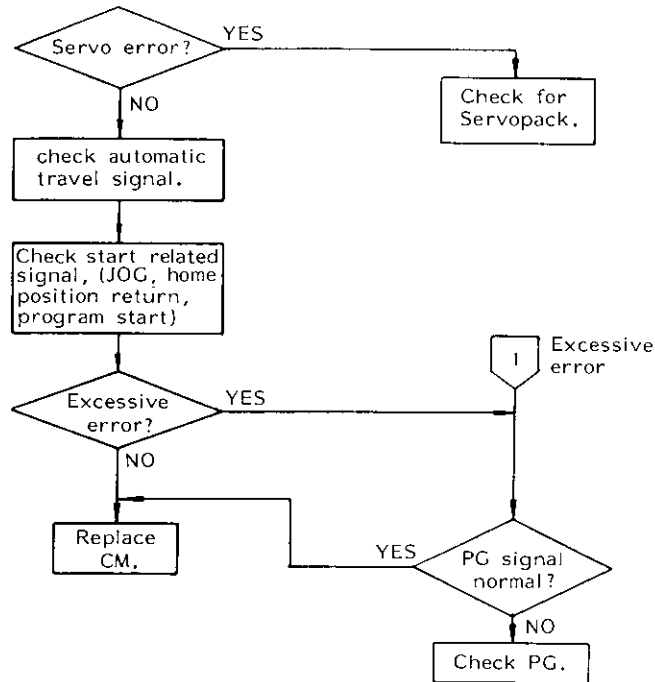 Servo error?
YES
NO
Check for
Servopack.
check automatic
travel signal.
Check start related
signal, (JOG, home
position return,
program start)
1
Excessive
error
Excessive
error?
YES
NO
Replace
CM.
YES
PG signal
normal?
NO
Check PG.